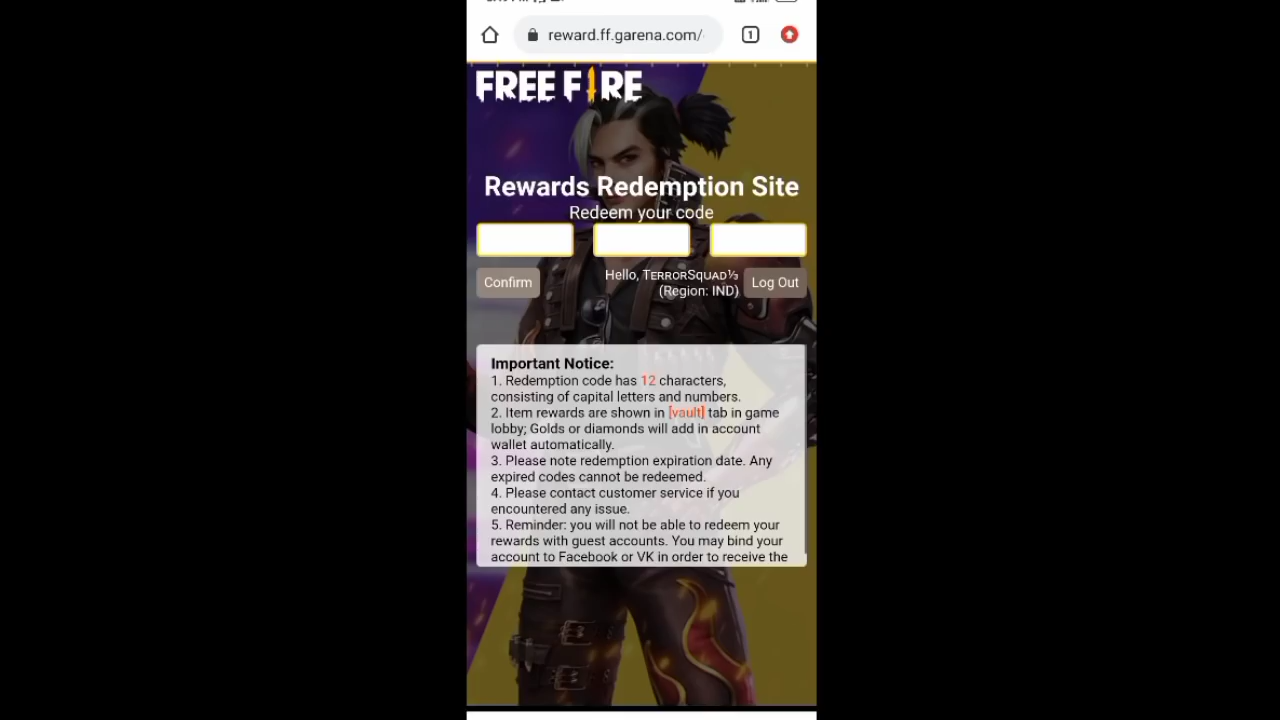 reward.ff.garena.com/
1
FREE FIRE
Rewards Redemption Site
Redeem your code
Confirm
Hello, TᴇʀʀᴏʀSǫᴜᴀᴅ⅓
(Region: IND)
Log Out
Important Notice:
1. Redemption code has 12 characters,
consisting of capital letters and numbers.
2. Item rewards are shown in [vault] tab in game
lobby; Golds or diamonds will add in account
wallet automatically.
3. Please note redemption expiration date. Any
expired codes cannot be redeemed.
4. Please contact customer service if you
encountered any issue.
5. Reminder: you will not be able to redeem your
rewards with guest accounts. You may bind your
account to Facebook or VK in order to receive the